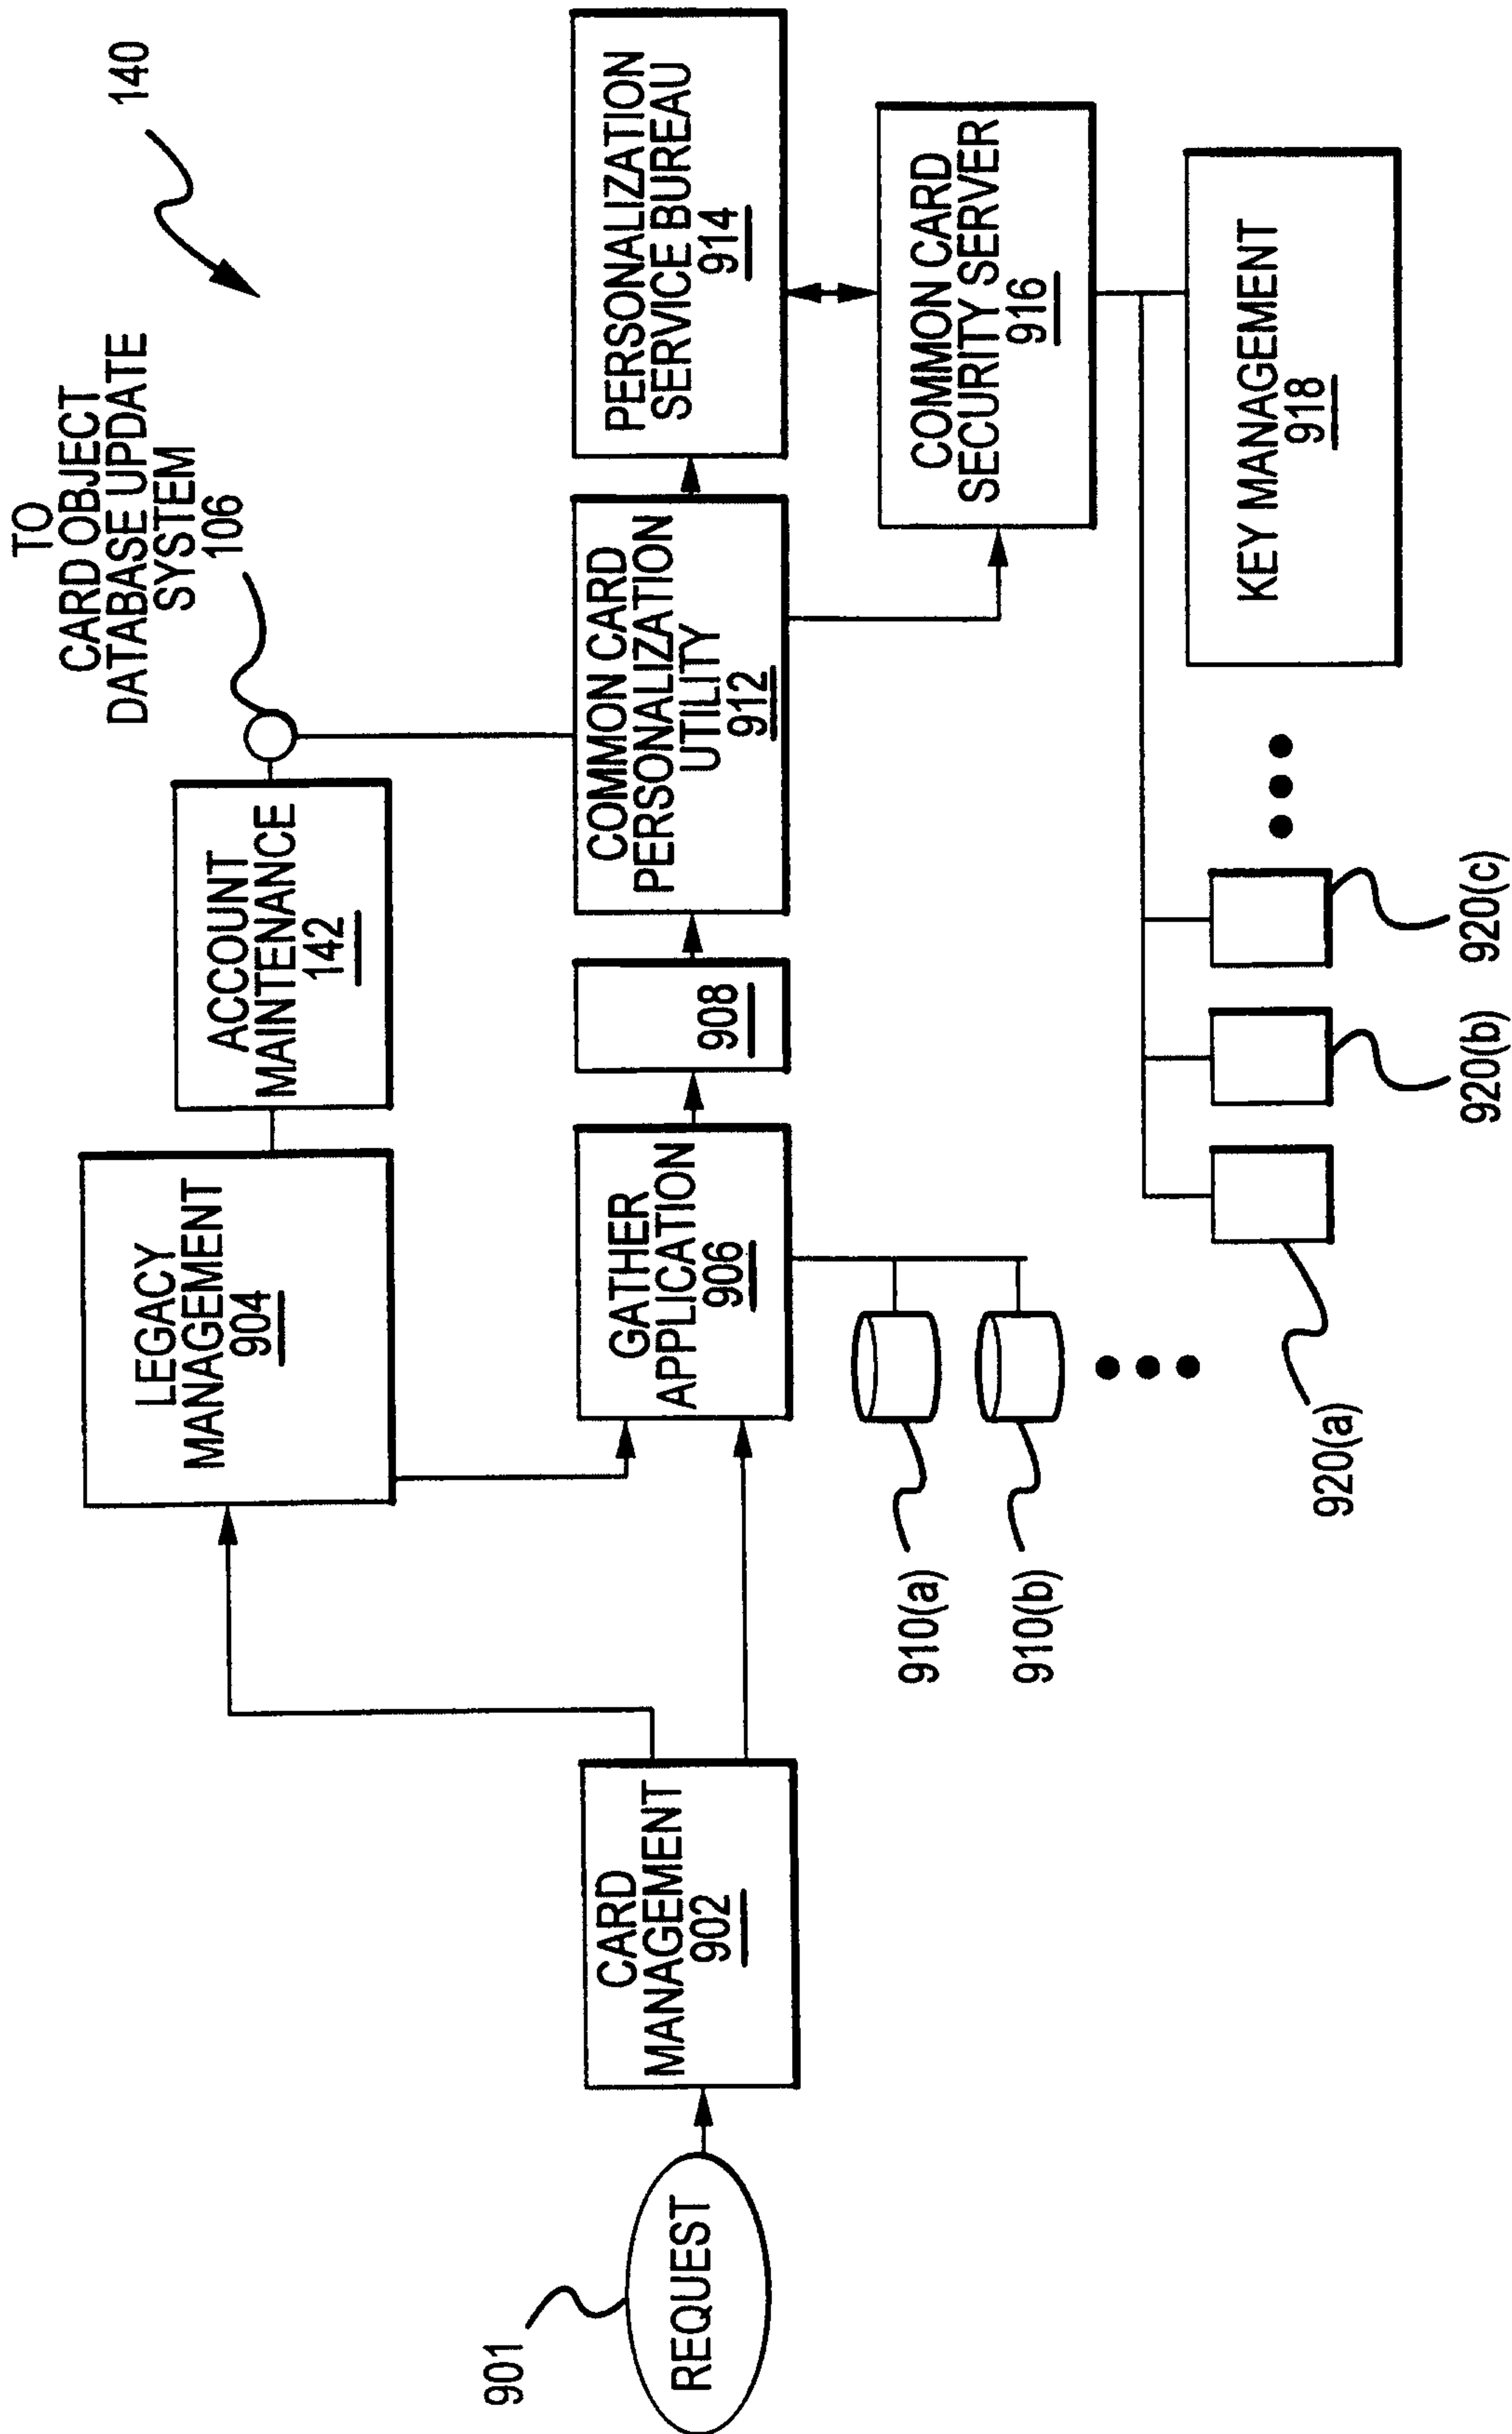 140
TO
CARD OBJECT
DATABASE UPDATE
SYSTEM
106
LEGACY
MANAGEMENT
904
ACCOUNT
MAINTENANCE
142
901
REQUEST
CARD
MANAGEMENT
902
GATHER
APPLICATION
906
908
COMMON CARD
PERSONALIZATION
UTILITY
912
PERSONALIZATION
SERVICE BUREAU
914
COMMON CARD
SECURITY SERVER
916
910(a)
910(b)
KEY MANAGEMENT
918
920(a)
920(b)
920(c)